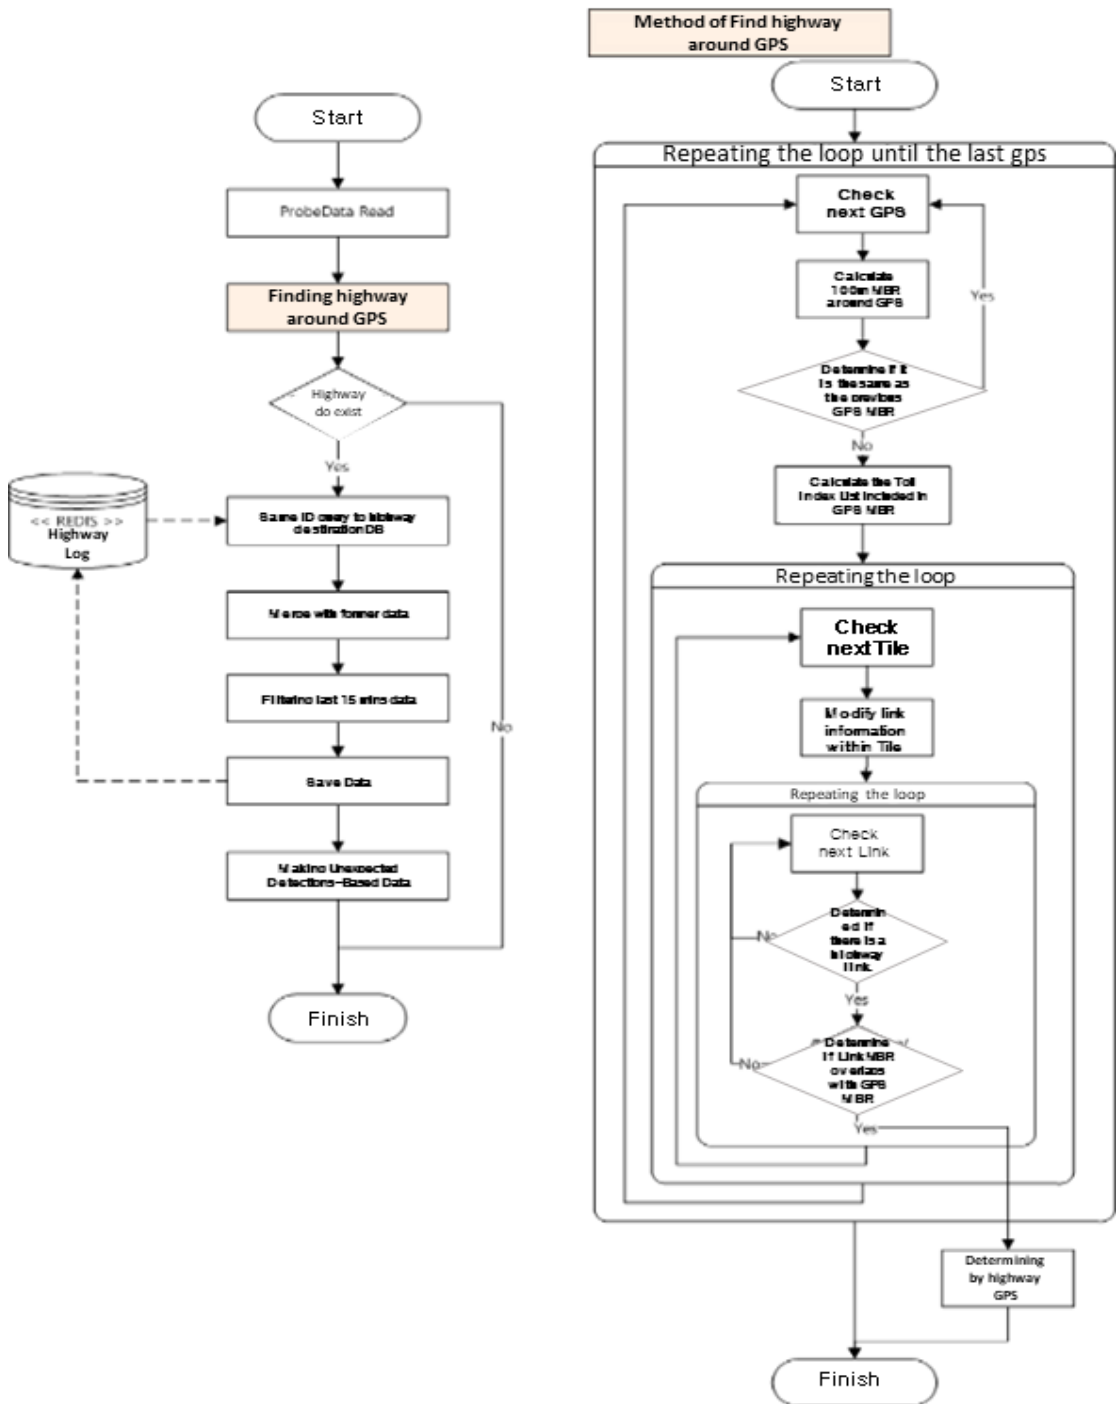 Start
ProbeData Read
Finding highway
around GPS
Highway
do exist
Yes
No
<< REDIS >>
Highway
Log
Same ID query to highway
destination DB
Merge with former data
Filtering last 15 mins data
Save Data
Making Unexpected
Detections-Based Data
Finish
Method of Find highway
around GPS
Start
Repeating the loop until the last gps
Check
next GPS
Calculate
100m MBR
around GPS
Yes
Determine if it
is the same as
the previous
GPS MBR
No
Calculate the Toll
Index List included in
GPS MBR
Repeating the loop
Check
next Tile
Modify link
information
within Tile
Repeating the loop
Check
next Link
Determin
ed if
there is a
highway
link.
No
Yes
Determine
if Link MBR
overlaps
with GPS
MBR
No
Yes
Determining
by highway
GPS
Finish